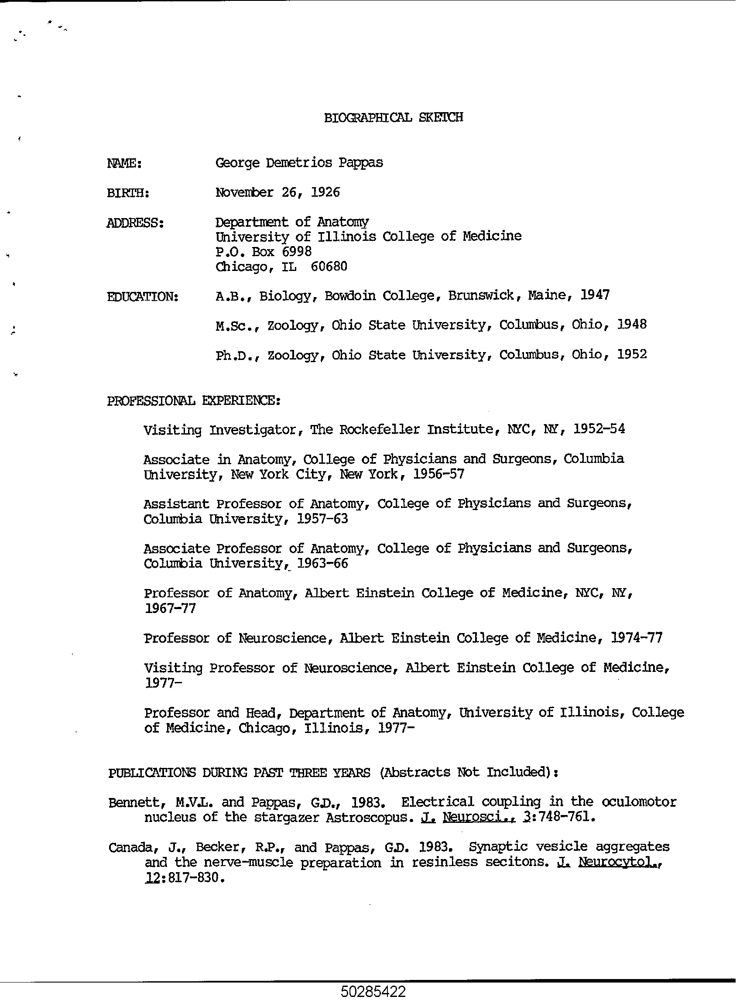 BIOGRAPHICAL SKETCH
NAME: George Demetrios Pappas
BIRTH: November 26, 1926
ADDRESS: Department of Anatomy
University of Illinois College of Medicine
P.O. Box 6998
Chicago, IL 60680
EDUCATION: A.B., Biology, Bowdoin College, Brunswick, Maine, 1947
M.Sc., Zoology, Ohio State University, Columbus, Ohio, 1948
Ph.D., Zoology, Ohio State University, Columbus, Ohio, 1952
PROFESSIONAL EXPERIENCE:
Visiting Investigator, The Rockefeller Institute, NYC, NY, 1952-54
Associate in Anatomy, College of Physicians and Surgeons, Columbia
University, New York City, New York, 1956-57
Assistant Professor of Anatomy, College of Physicians and Surgeons,
Columbia University, 1957-63
Associate Professor of Anatomy, College of Physicians and Surgeons,
Columbia University, 1963-66
Professor of Anatomy, Albert Einstein College of Medicine, NYC, NY,
1967-77
Professor of Neuroscience, Albert Einstein College of Medicine, 1974-77
Visiting Professor of Neuroscience, Albert Einstein College of Medicine,
1977-
Professor and Head, Department of Anatomy, University of Illinois, College
of Medicine, Chicago, Illinois, 1977-
PUBLICATIONS DURING PAST THREE YEARS (Abstracts Not Included):
Bennett, M.V.L. and Pappas, G.D., 1983. Electrical coupling in the oculomotor
nucleus of the stargazer Astroscopus. J. Neurosci., 3:748-761.
Canada, J., Becker, R.P., and Pappas, G.D. 1983. Synaptic vesicle aggregates
and the nerve-muscle preparation in resinless secitons. J. Neurocytol.,
12:817-830.
50285422